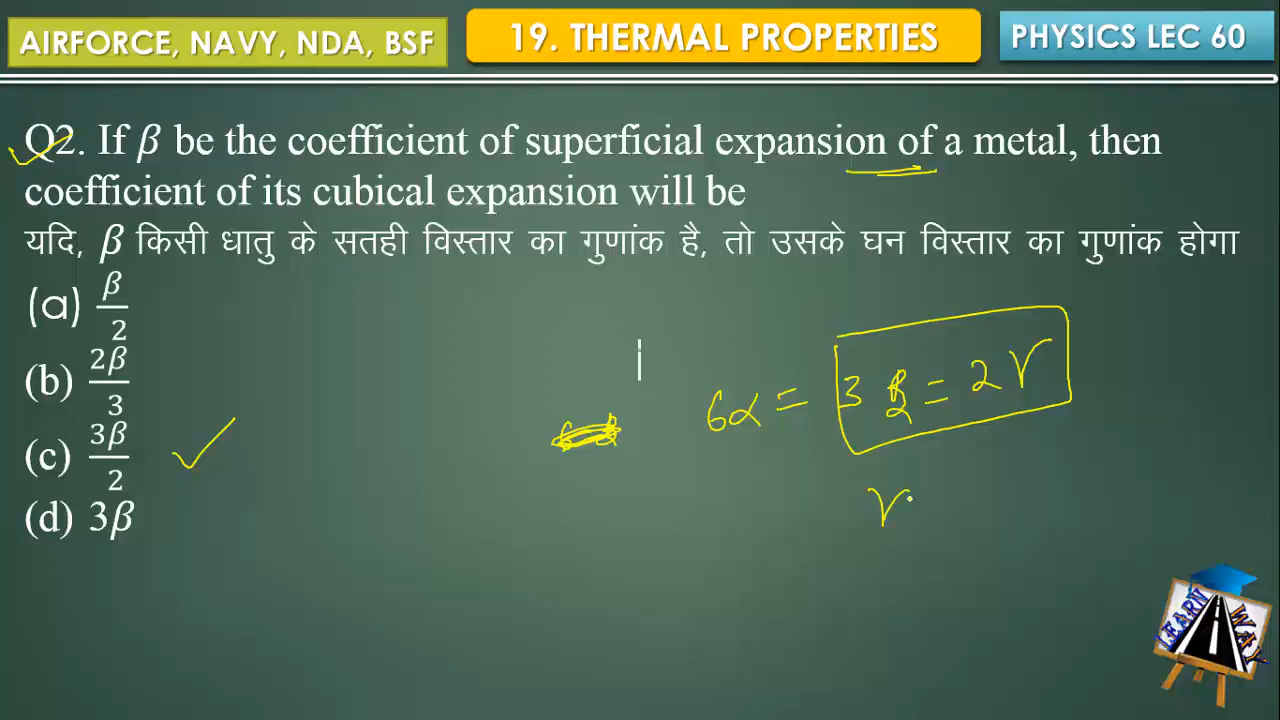 AIRFORCE, NAVY, NDA, BSF
19. THERMAL PROPERTIES
PHYSICS LEC 60
Q2. If β be the coefficient of superficial expansion of a metal, then
coefficient of its cubical expansion will be
यदि, β किसी धातु के सतही विस्तार का गुणांक है, तो उसके घन विस्तार का गुणांक होगा
(a) β/2
(b) 2β/3
(c) 3β/2
(d) 3β
6α = 3β = 2γ
γ
LEARN WAY